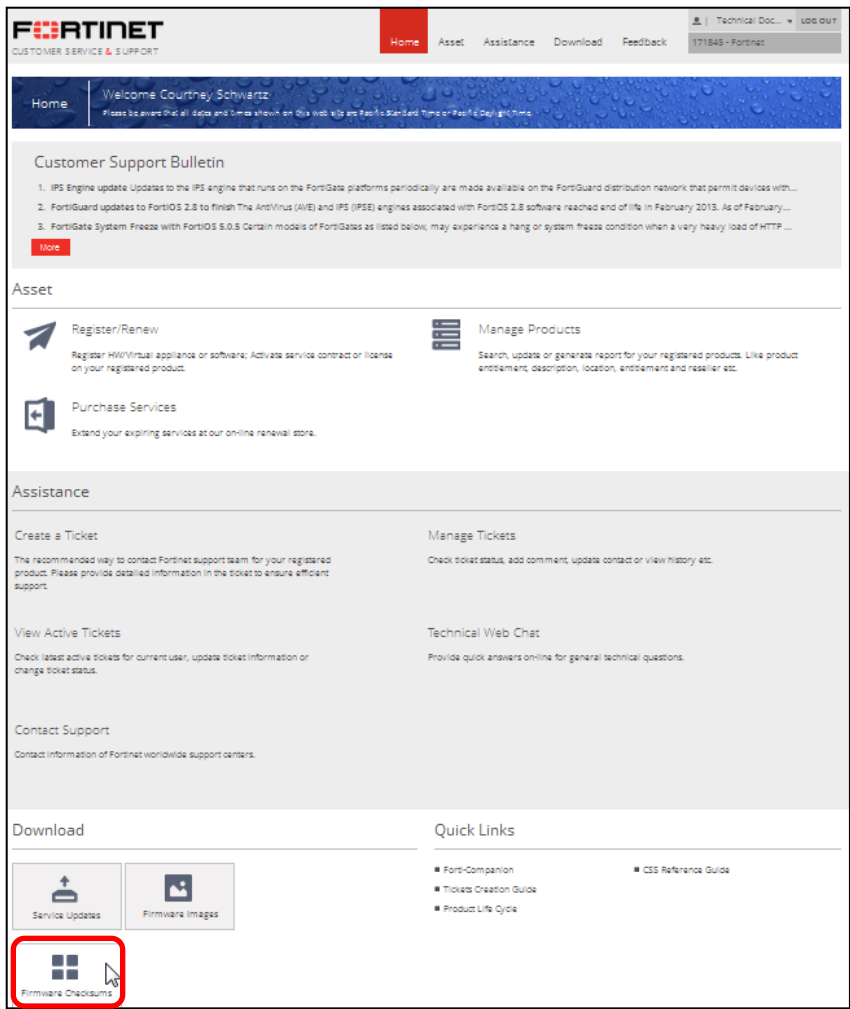 FORTINET
CUSTOMER SERVICE & SUPPORT
Home Asset Assistance Download Feedback
| Technical Doc... LOG OUT
171845 - Fortinet
Home
Welcome Courtney Schwartz
Please be aware that all dates and times shown on this web site are Pacific Standard Time or Pacific Daylight Time.
Customer Support Bulletin
1. IPS Engine update Updates to the IPS engine that runs on the FortiGate platforms periodically are made available on the FortiGuard distribution network that permit devices with...
2. FortiGuard updates to FortiOS 2.8 to finish The AntiVirus (AVE) and IPS (IPSE) engines associated with FortiOS 2.8 software reached end of life in February 2013. As of February....
3. FortiGate System Freeze with FortiOS 5.0.5 Certain models of FortiGates as listed below, may experience a hang or system freeze condition when a very heavy load of HTTP ...
More
Asset
Register/Renew
Register HW/Virtual appliance or software; Activate service contract or license
on your registered product.
Manage Products
Search, update or generate report for your registered products. Like product
entitlement, description, location, entitlement and reseller etc.
Purchase Services
Extend your expiring services at our on-line renewal store.
Assistance
Create a Ticket
The recommended way to contact Fortinet support team for your registered
product. Please provide detailed information in the ticket to ensure efficient
support.
Manage Tickets
Check ticket status, add comment, update contact or view history etc.
View Active Tickets
Check latest active tickets for current user, update ticket information or
change ticket status.
Technical Web Chat
Provide quick answers on-line for general technical questions.
Contact Support
Contact information of Fortinet worldwide support centers.
Download
Service Updates
Firmware Images
Firmware Checksums
Quick Links
Forti-Companion
Tickets Creation Guide
Product Life Cycle
CSS Reference Guide